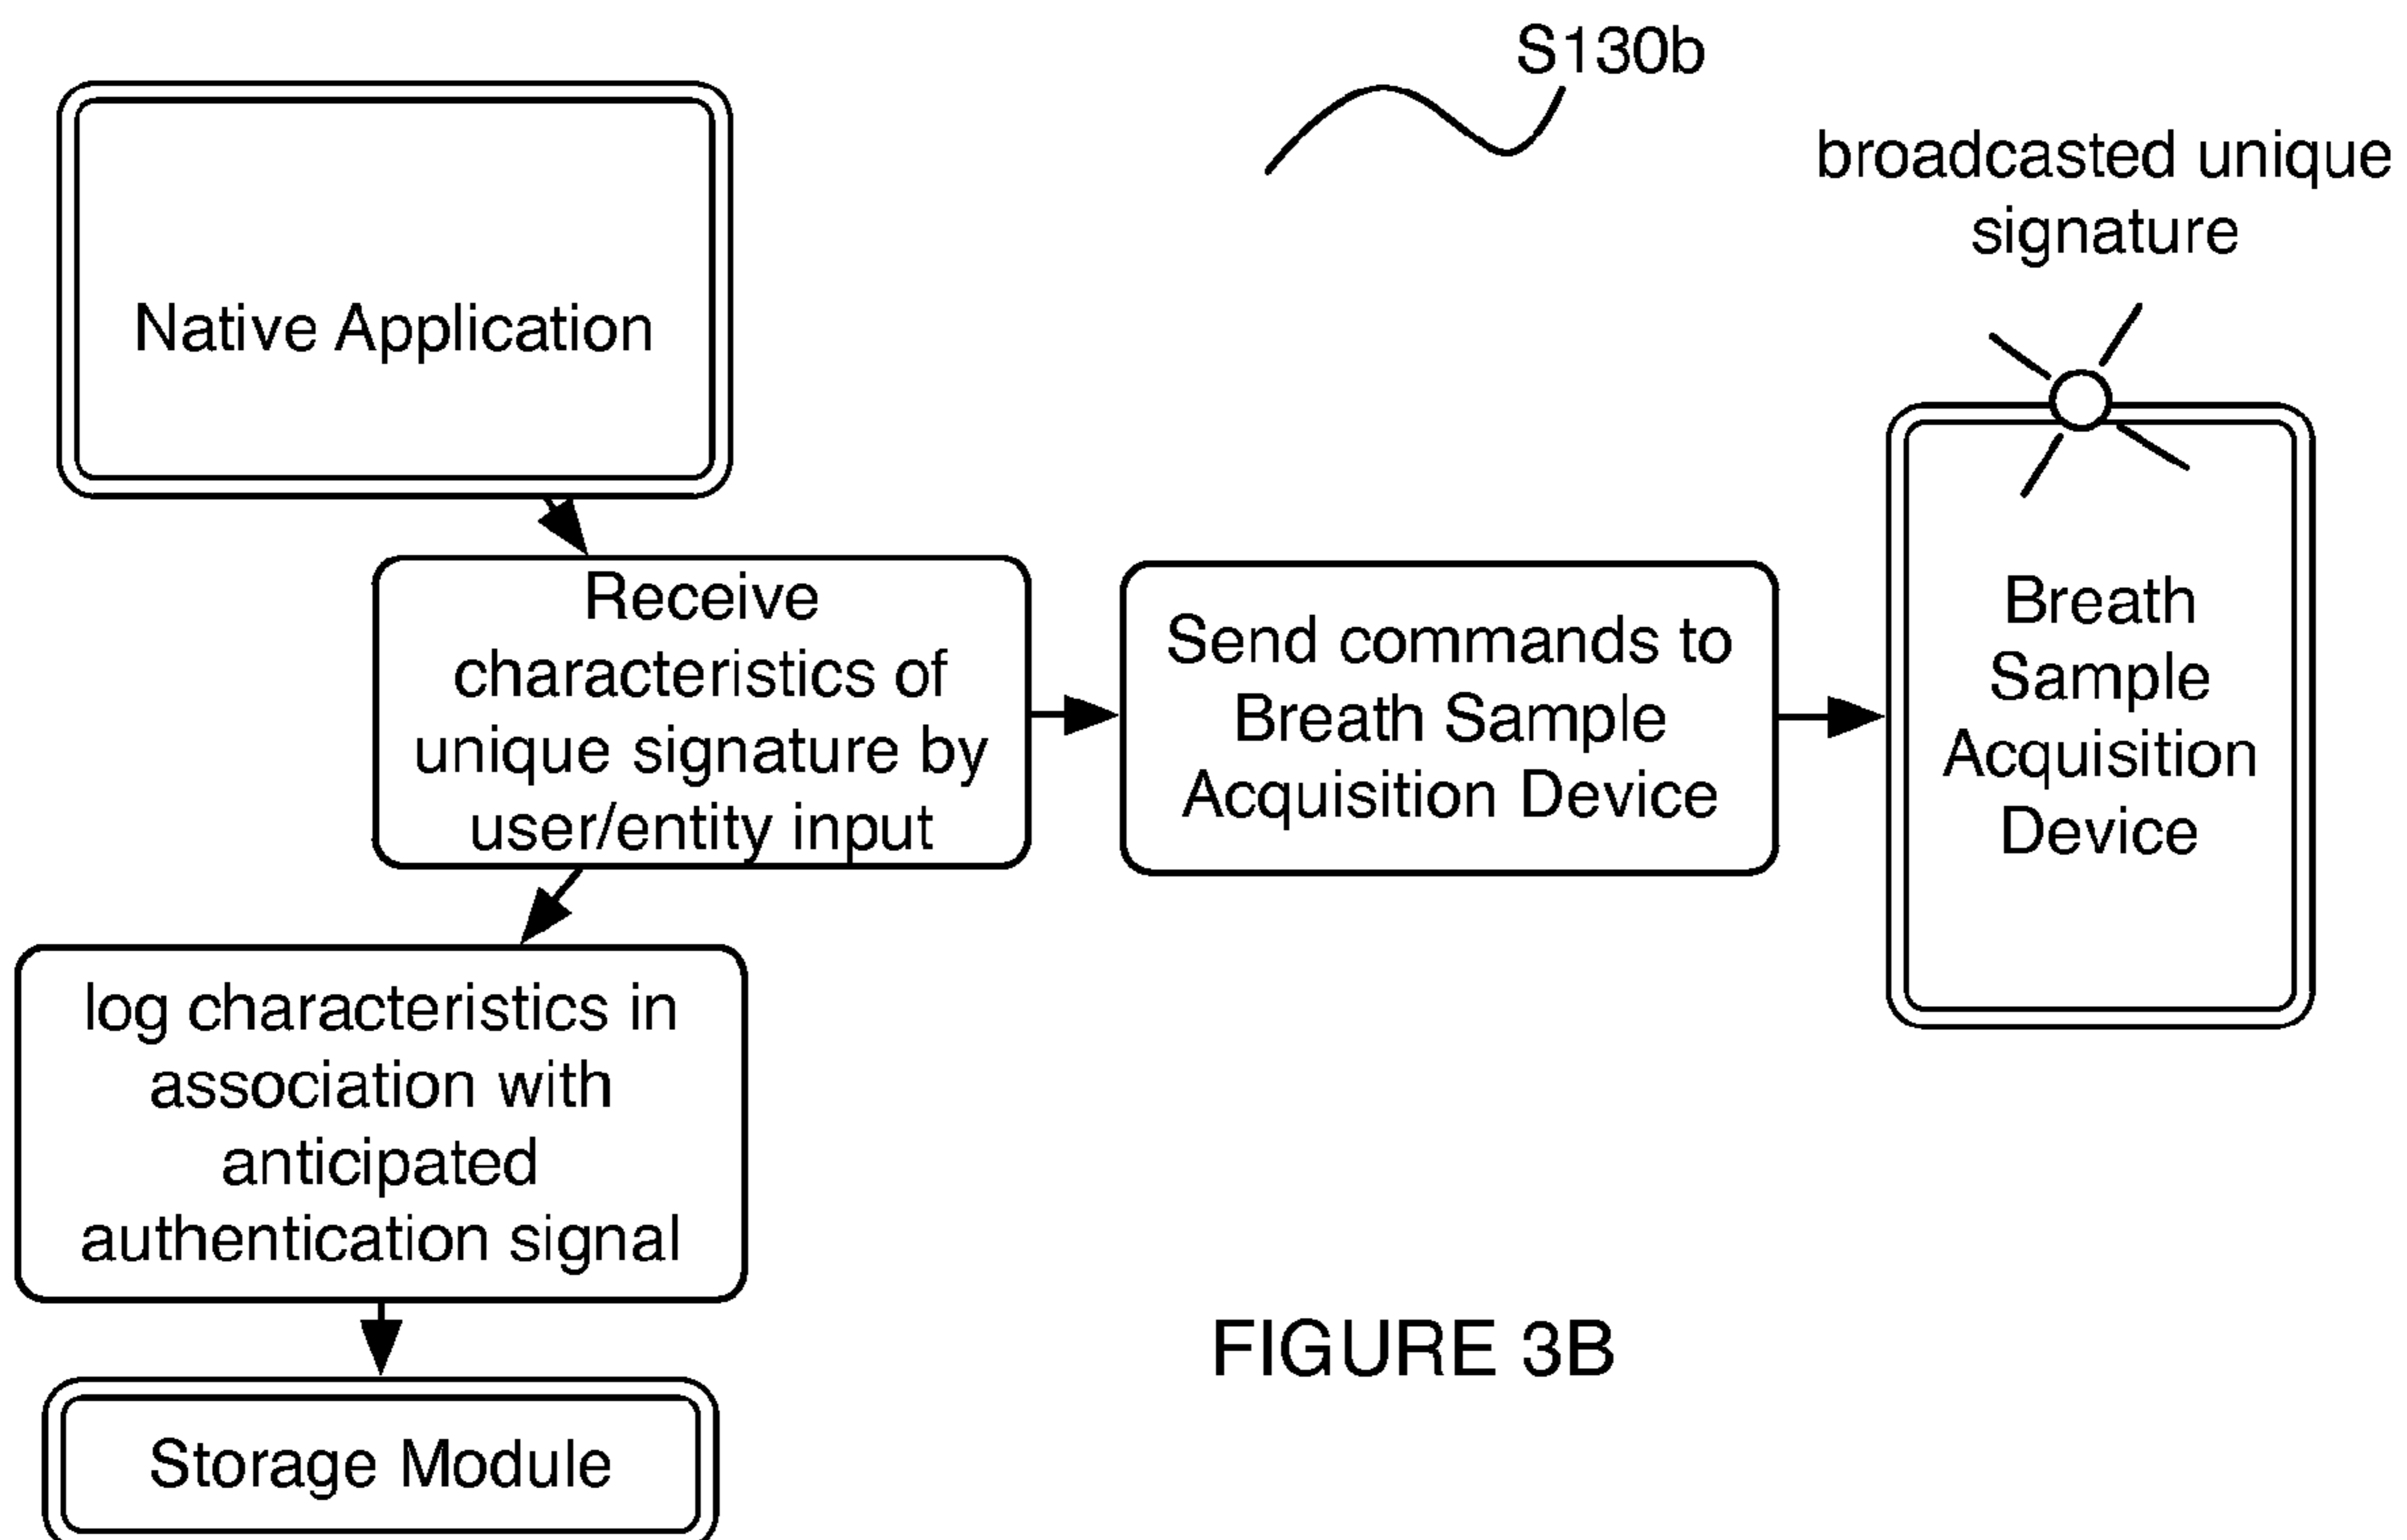 S130b
broadcasted unique
signature
Native Application
Receive
characteristics of
unique signature by
user/entity input
Send commands to
Breath Sample
Acquisition Device
Breath
Sample
Acquisition
Device
log characteristics in
association with
anticipated
authentication signal
Storage Module
FIGURE 3B